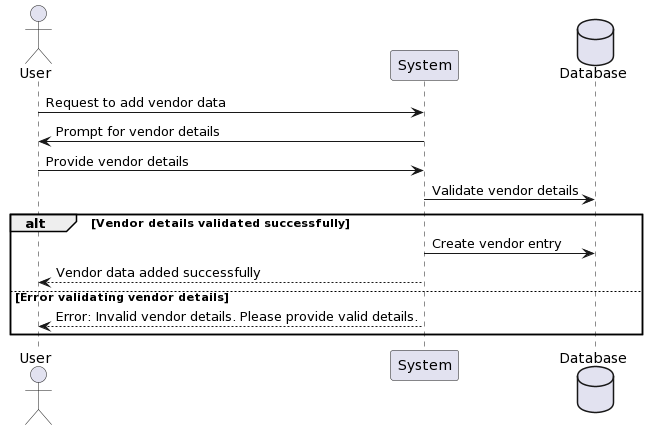 User
System
Database
Request to add vendor data
Prompt for vendor details
Provide vendor details
Validate vendor details
alt [Vendor details validated successfully]
Create vendor entry
Vendor data added successfully
[Error validating vendor details]
Error: Invalid vendor details. Please provide valid details.
User
System
Database